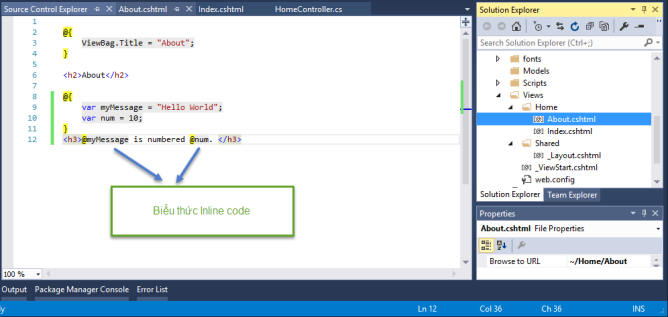 Source Control Explorer
About.cshtml
Index.cshtml
HomeController.cs
1
2 @{
3 ViewBag.Title = "About";
4 }
5
6 <h2>About</h2>
7
8 @{
9 var myMessage = "Hello World";
10 var num = 10;
11 }
12 <h3>@myMessage is numbered @num. </h3>
Biểu thức Inline code
100 %
Output Package Manager Console Error List
Solution Explorer
Search Solution Explorer (Ctrl+;)
fonts
Models
Scripts
Views
Home
About.cshtml
Index.cshtml
Shared
_Layout.cshtml
_ViewStart.cshtml
web.config
Solution Explorer Team Explorer
Properties
About.cshtml File Properties
Browse to URL ~/Home/About
Ln 12 Col 36 Ch 36 INS